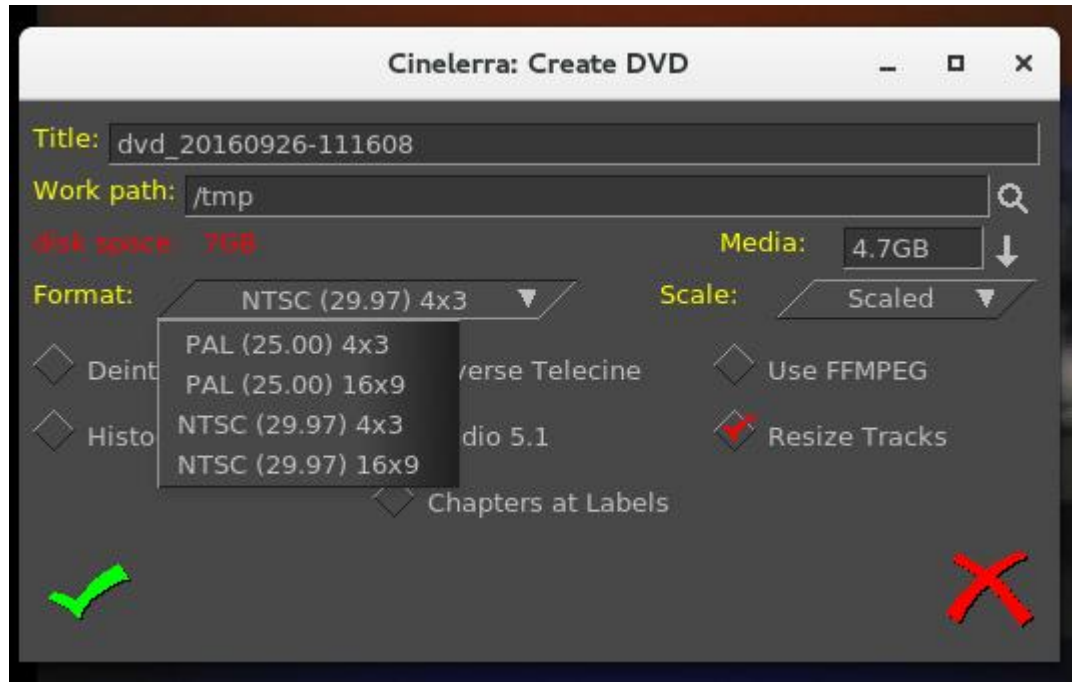 Cinelerra: Create DVD
Title: dvd_20160926-111608
Work path: /tmp
disk space: 7GB Media: 4.7GB
Format: NTSC (29.97) 4x3 Scale: Scaled
PAL (25.00) 4x3
Deint verse Telecine Use FFMPEG
PAL (25.00) 16x9
NTSC (29.97) 4x3
Histo dio 5.1 Resize Tracks
NTSC (29.97) 16x9
Chapters at Labels